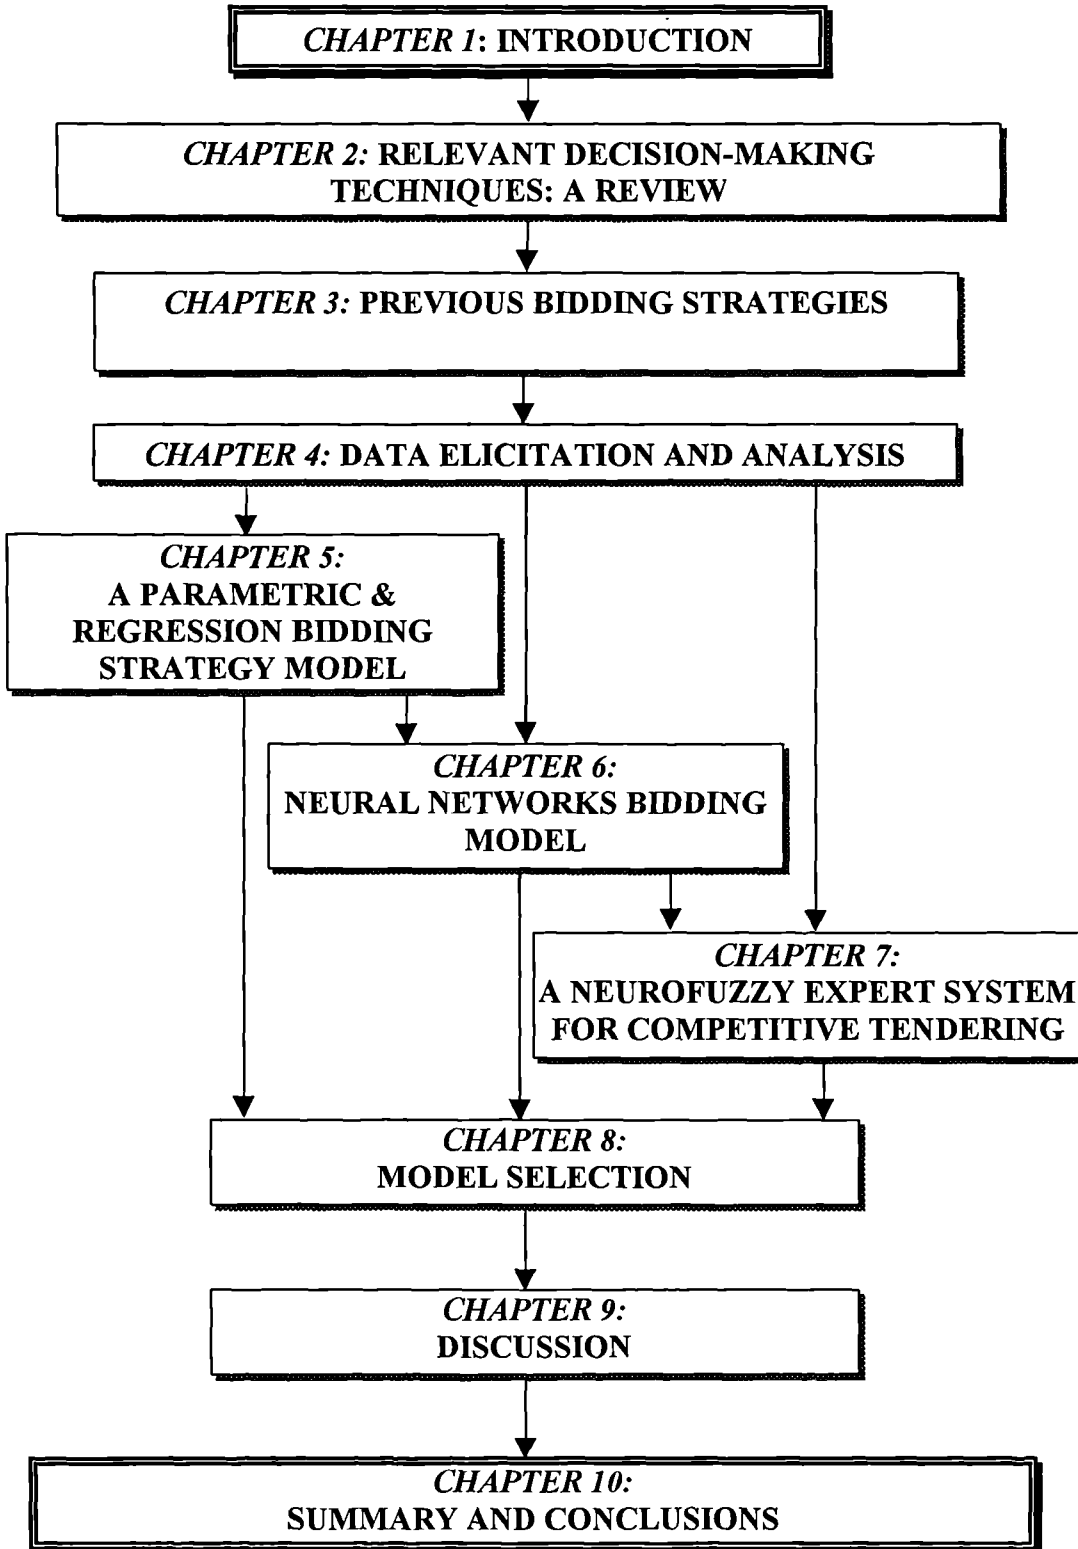 CHAPTER 1: INTRODUCTION
CHAPTER 2: RELEVANT DECISION-MAKING
TECHNIQUES: A REVIEW
CHAPTER 3: PREVIOUS BIDDING STRATEGIES
CHAPTER 4: DATA ELICITATION AND ANALYSIS
CHAPTER 5:
A PARAMETRIC &
REGRESSION BIDDING
STRATEGY MODEL
CHAPTER 6:
NEURAL NETWORKS BIDDING
MODEL
CHAPTER 7:
A NEUROFUZZY EXPERT SYSTEM
FOR COMPETITIVE TENDERING
CHAPTER 8:
MODEL SELECTION
CHAPTER 9:
DISCUSSION
CHAPTER 10:
SUMMARY AND CONCLUSIONS